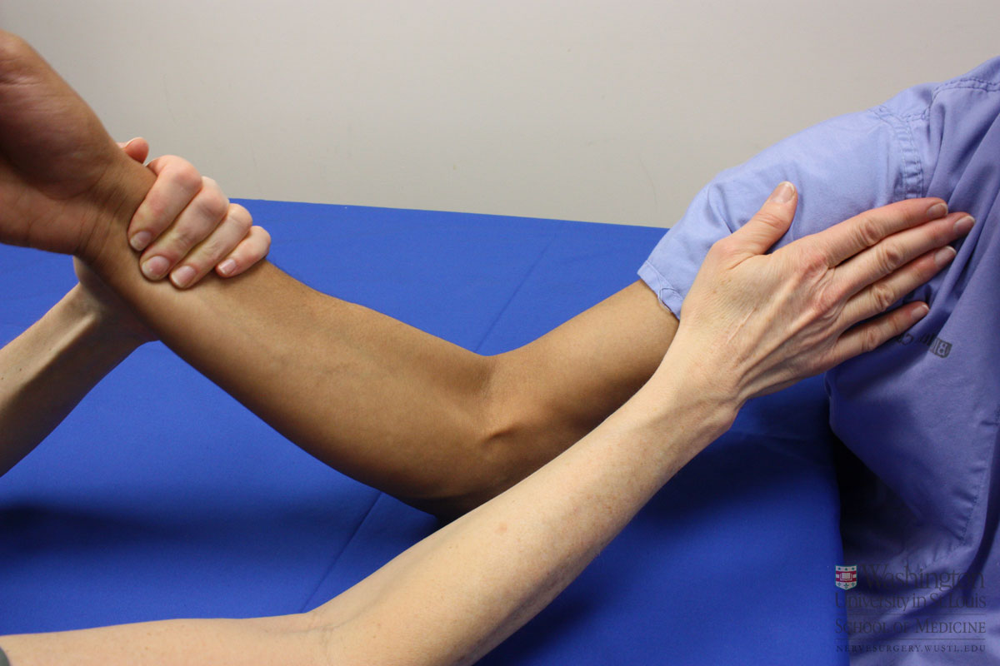 Washington
University in St. Louis
SCHOOL OF MEDICINE
NERVESURGERY.WUSTL.EDU